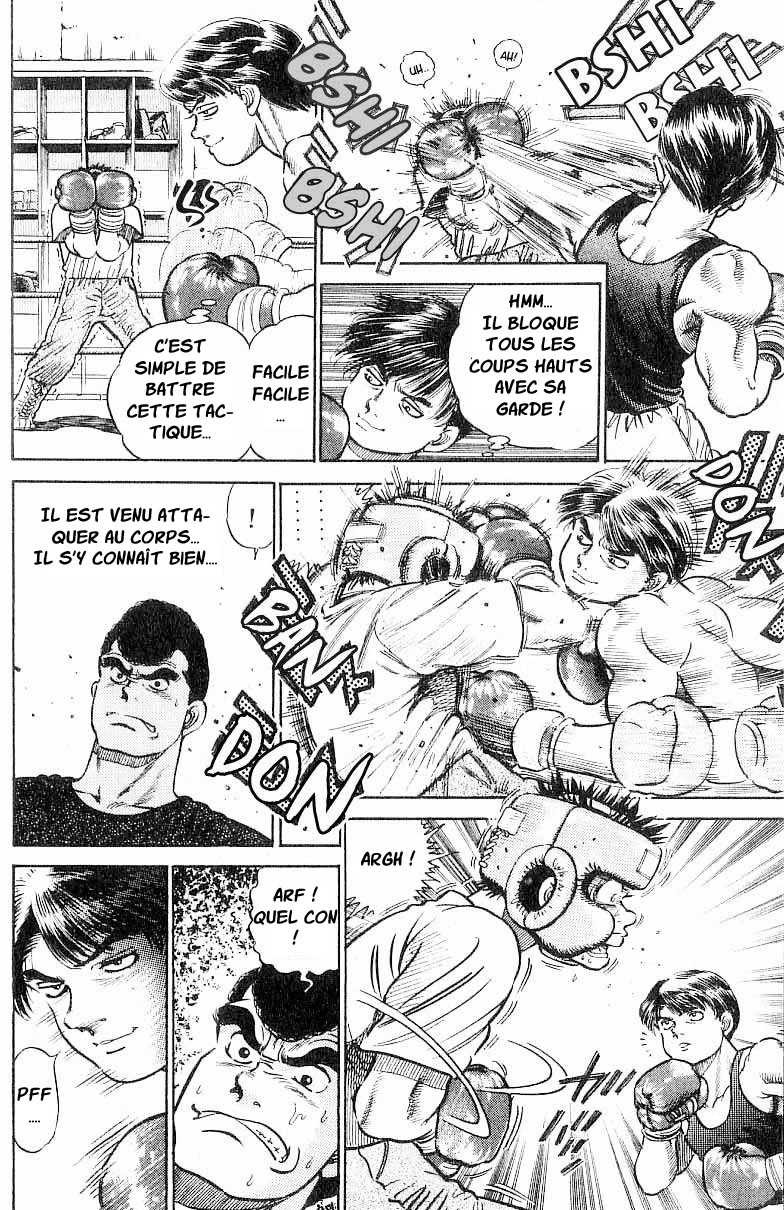 BSHI
BSHI
UH...
AH!
BSHI
BSHI
HMM...
IL BLOQUE
TOUS LES
COUPS HAUTS
AVEC SA
GARDE !
FACILE
FACILE
...
C'EST
SIMPLE DE
BATTRE
CETTE TAC-
TIQUE...
DON
BANK
DON
!
IL EST VENU ATTA-
QUER AU CORPS...
IL S'Y CONNAÎT BIEN....
ARGH !
ARF !
QUEL CON
!
PFF
....